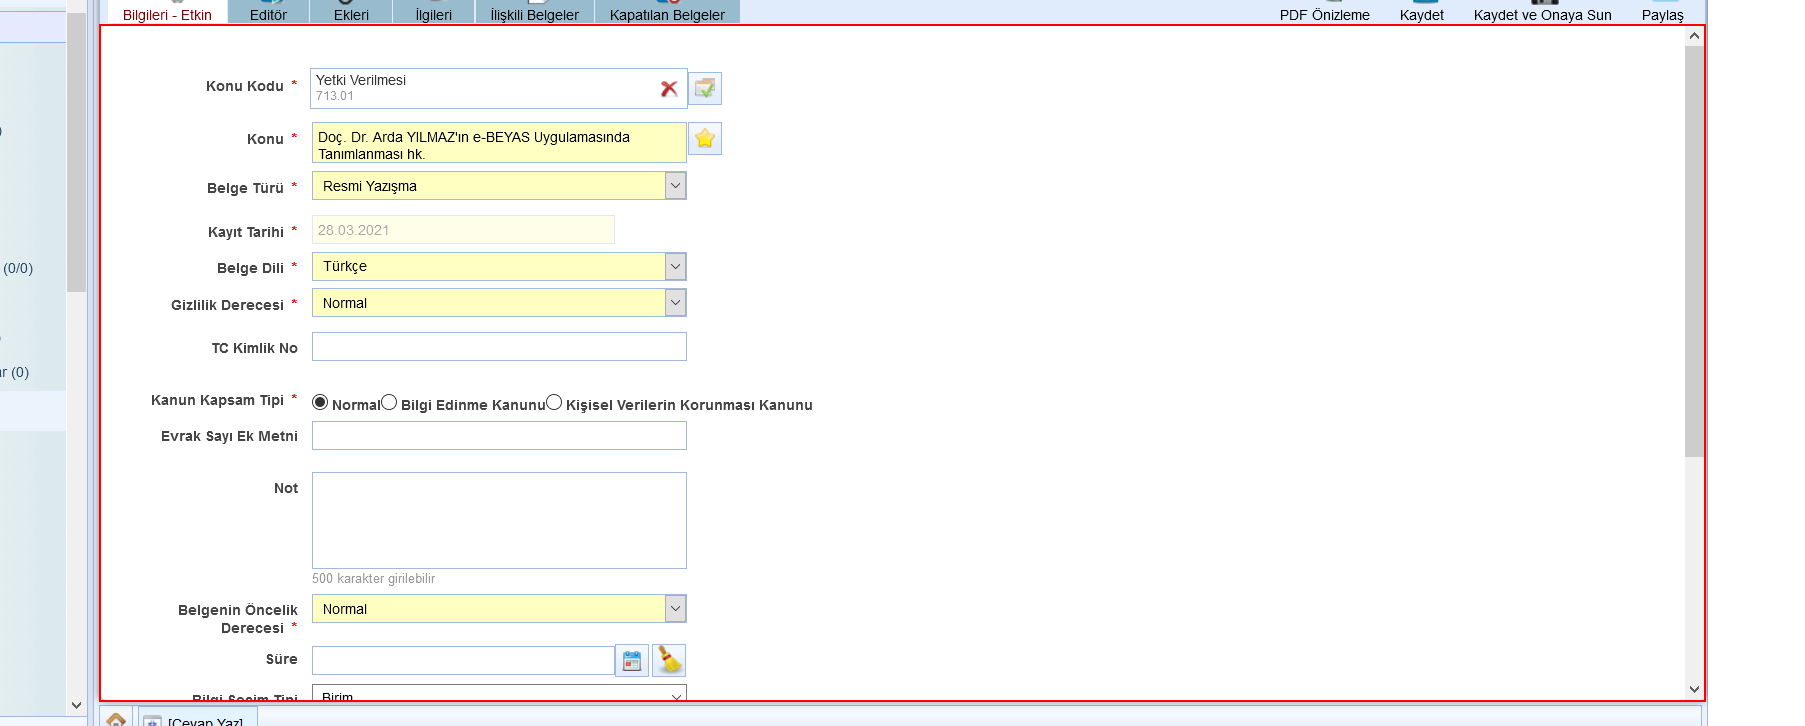 Bilgileri - Etkin
Editör
Ekleri
İlgileri
İlişkili Belgeler
Kapatılan Belgeler
PDF Önizleme
Kaydet
Kaydet ve Onaya Sun
Paylaş
Konu Kodu *
Yetki Verilmesi
713.01
Konu *
Doç. Dr. Arda YILMAZ'ın e-BEYAS Uygulamasında
Tanımlanması hk.
Belge Türü *
Resmi Yazışma
Kayıt Tarihi *
28.03.2021
Belge Dili *
Türkçe
(0/0)
Gizlilik Derecesi *
Normal
TC Kimlik No
r (0)
Kanun Kapsam Tipi *
Normal
Bilgi Edinme Kanunu
Kişisel Verilerin Korunması Kanunu
Evrak Sayı Ek Metni
Not
500 karakter girilebilir
Belgenin Öncelik
Derecesi *
Normal
Süre
Bilgi Seçim Tipi
Birim
[Cevap Yaz]